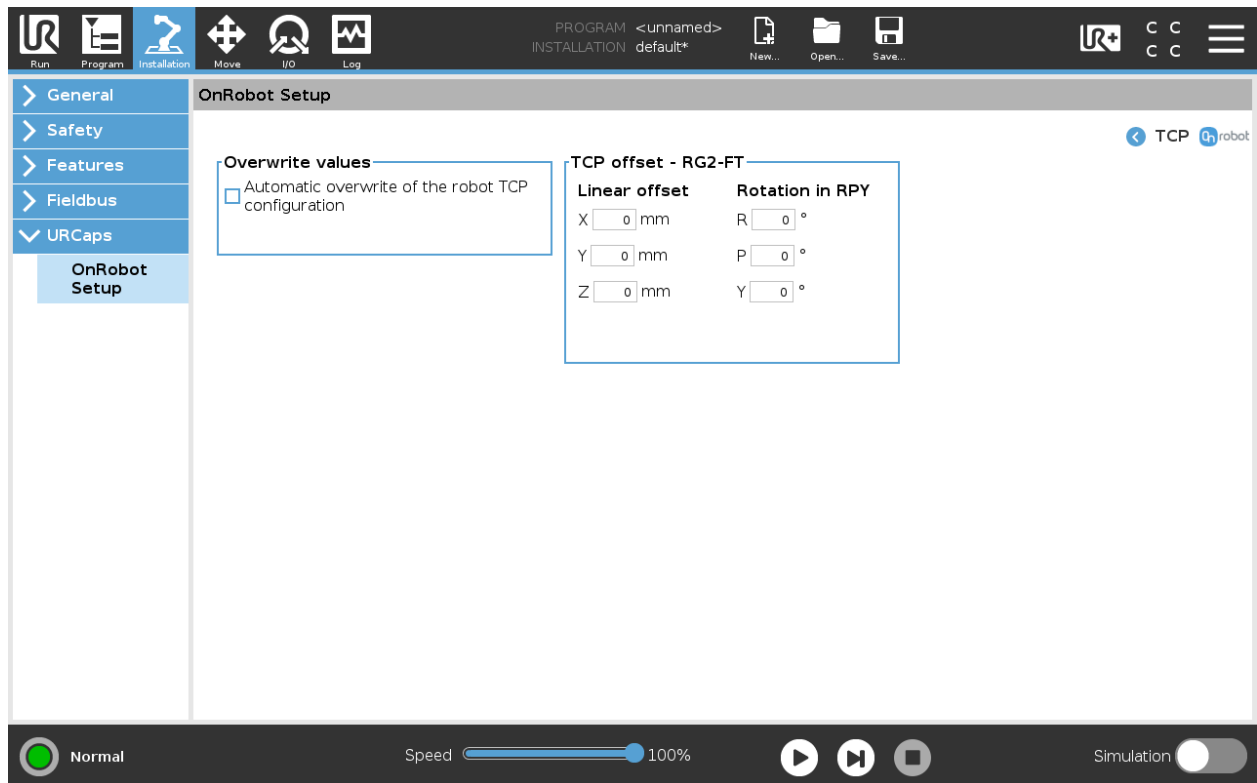 PROGRAM <unnamed>
INSTALLATION default*
Run Program Installation Move I/O Log
New... Open... Save...
UR+
C C
C C
General
Safety
Features
Fieldbus
URCaps
OnRobot
Setup
OnRobot Setup
TCP
On robot
Overwrite values
Automatic overwrite of the robot TCP
configuration
TCP offset - RG2-FT
Linear offset Rotation in RPY
X 0 mm R 0 °
Y 0 mm P 0 °
Z 0 mm Y 0 °
Normal
Speed 100%
Simulation